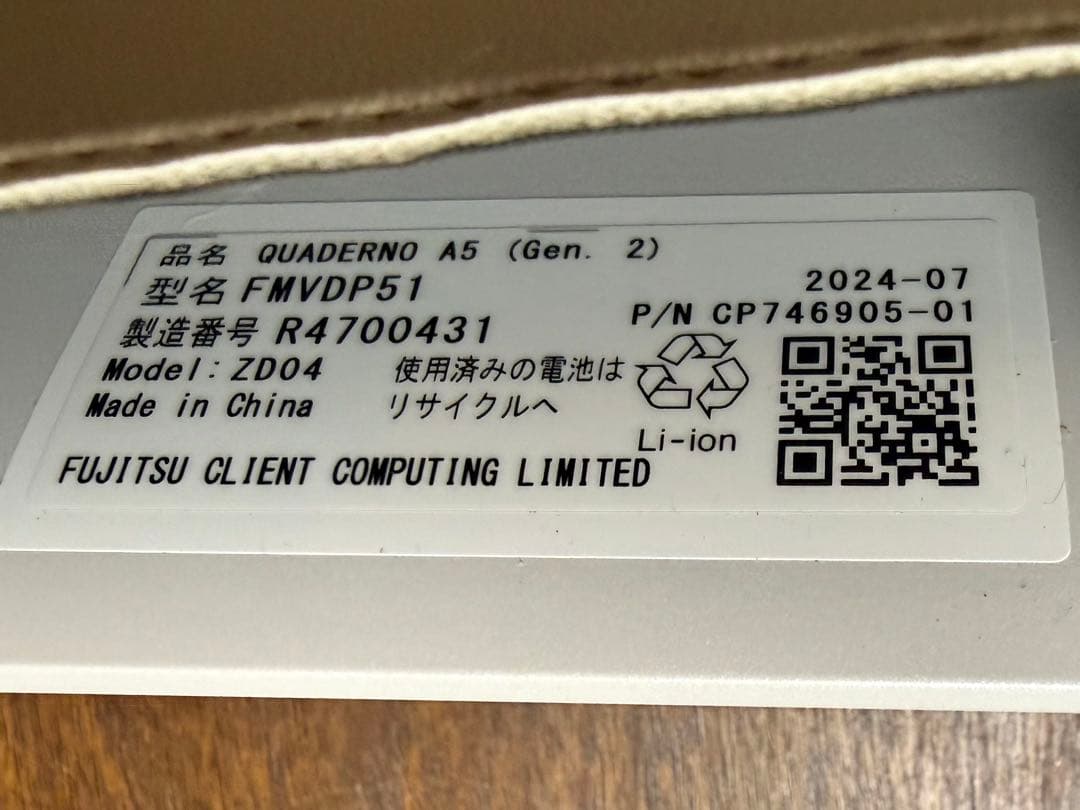 品名 QUADERNO A5 (Gen. 2)
型名 FMVDP51
2024-07
製造番号 R4700431
P/N CP746905-01
Model: ZD04
使用済みの電池は
リサイクルへ
Made in China
Li-ion
FUJITSU CLIENT COMPUTING LIMITED